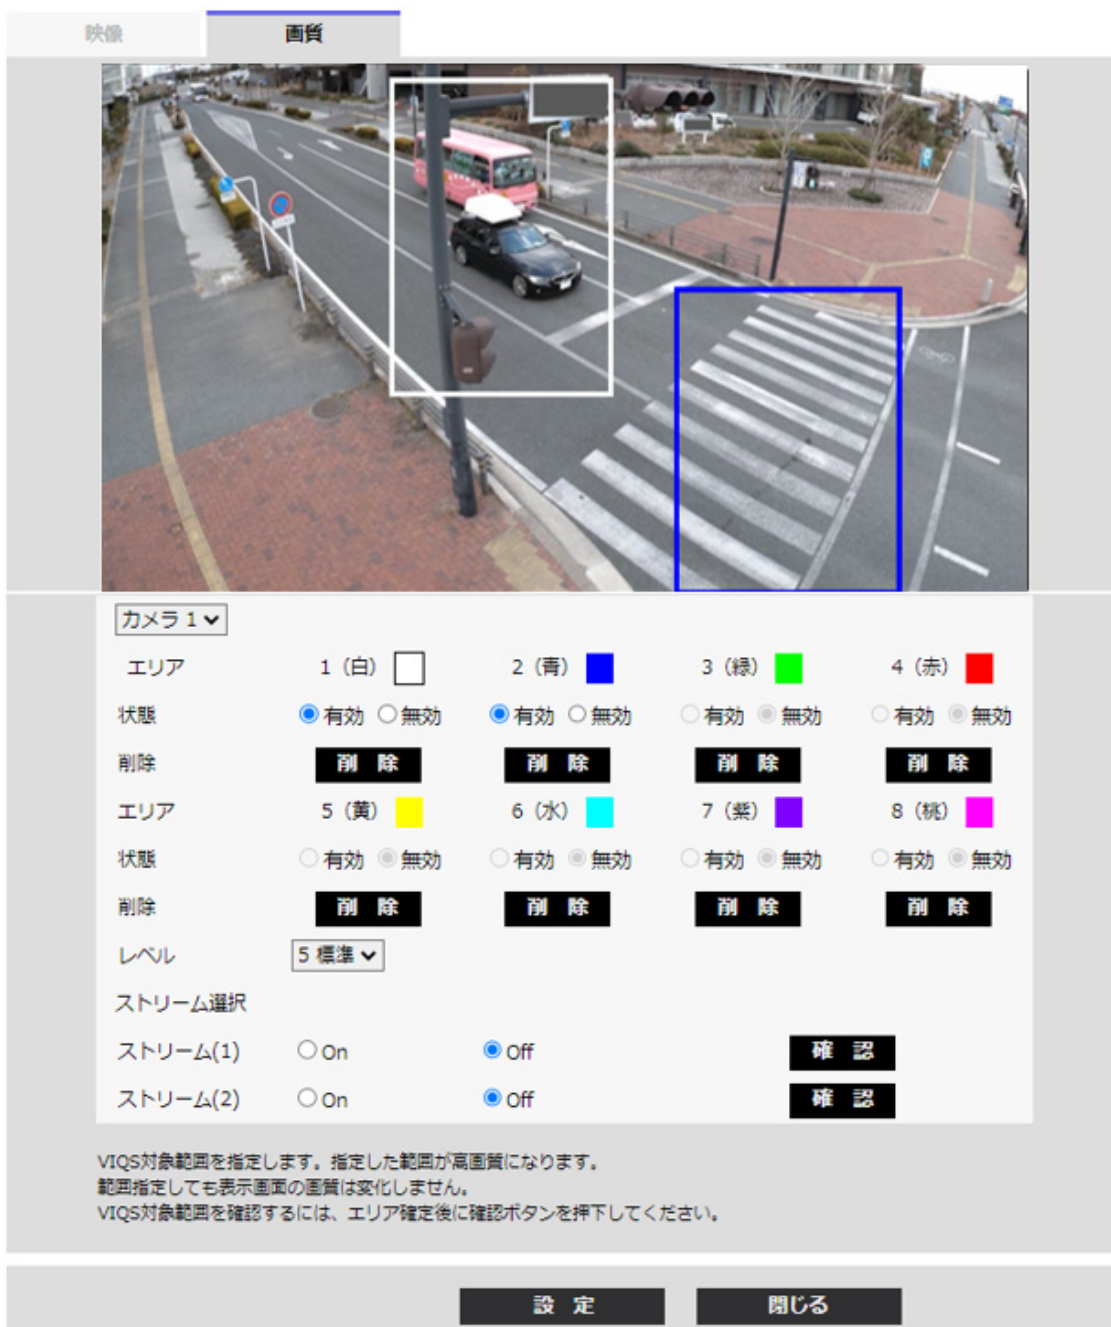 映像 画質
カメラ 1
エリア 1（白） 2（青） 3（緑） 4（赤）
状態 有効 無効 有効 無効 有効 無効 有効 無効
削除 削 除 削 除 削 除 削 除
エリア 5（黄） 6（水） 7（紫） 8（桃）
状態 有効 無効 有効 無効 有効 無効 有効 無効
削除 削 除 削 除 削 除 削 除
レベル 5 標準
ストリーム選択
ストリーム(1) On Off 確 認
ストリーム(2) On Off 確 認
VIQS対象範囲を指定します。指定した範囲が高画質になります。
範囲指定しても表示画面の画質は変化しません。
VIQS対象範囲を確認するには、エリア確定後に確認ボタンを押下してください。
設 定 閉じる